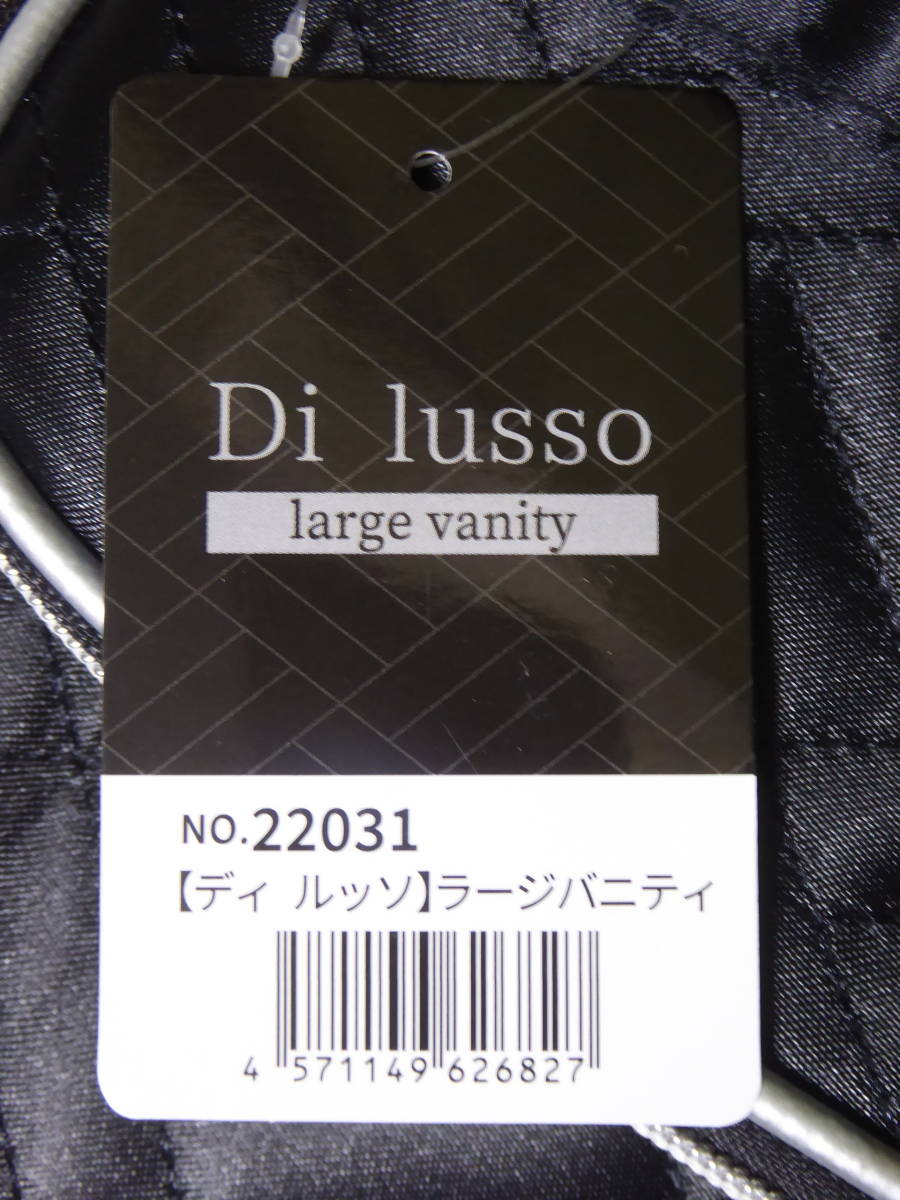 Di lusso
large vanity
NO.22031
【ディ ルッソ】ラージバニティ
4 571149 626827